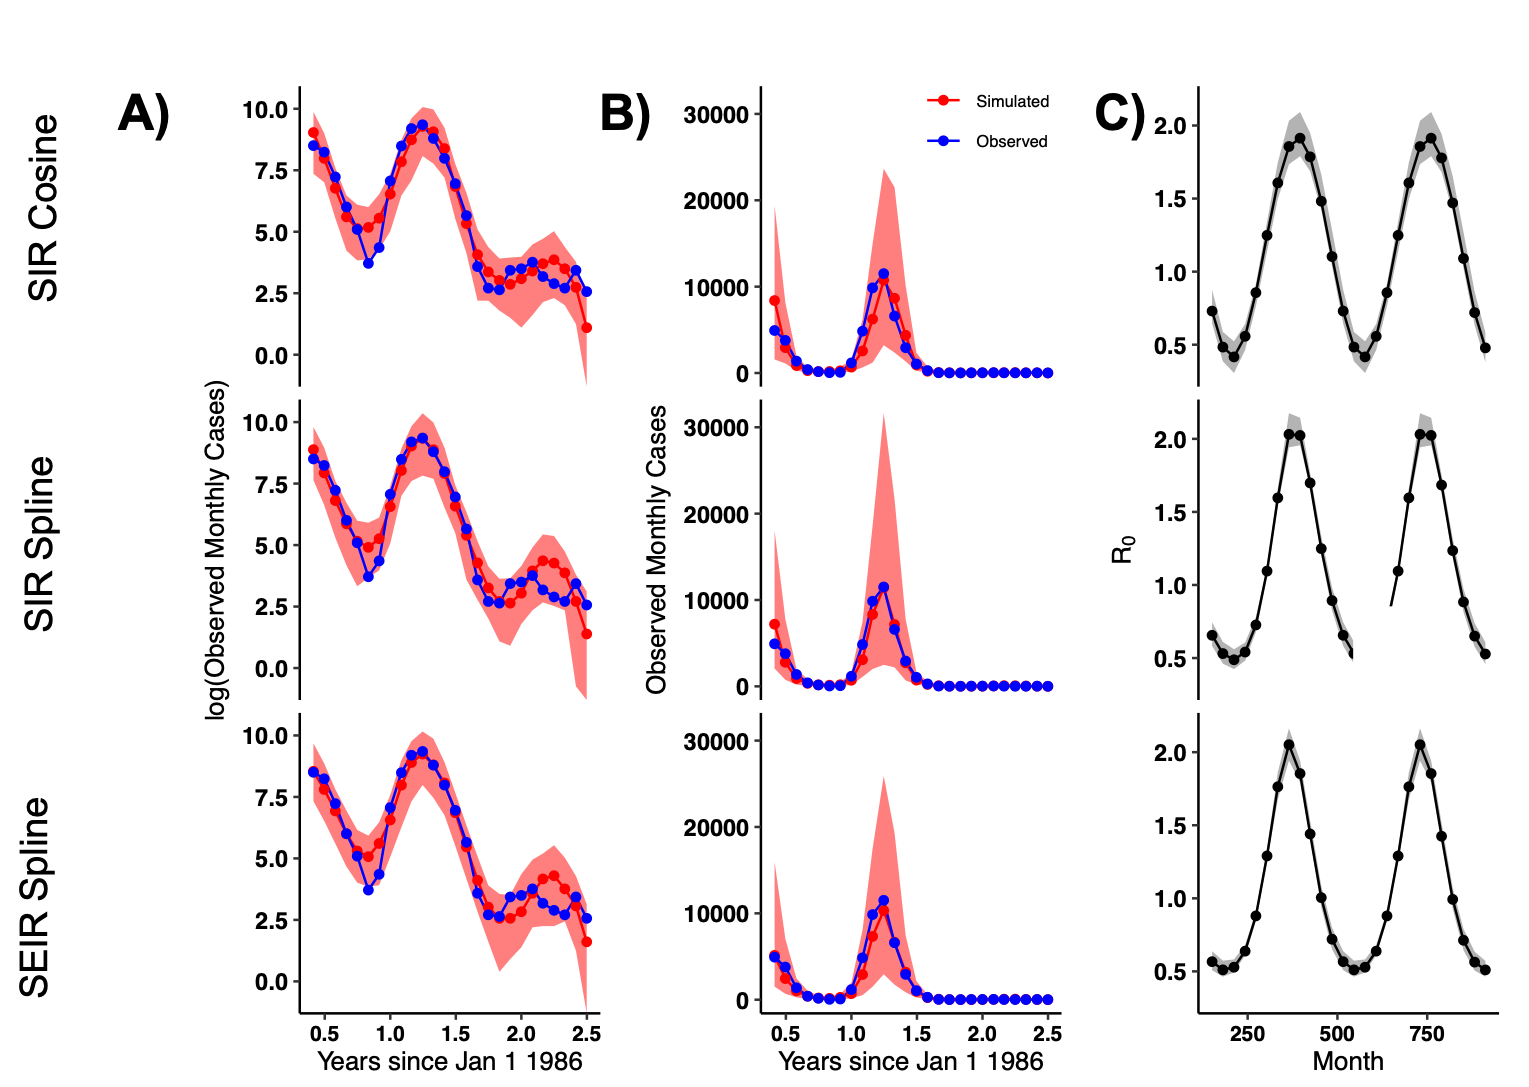 A)
B)
C)
Simulated
Observed
SIR Cosine
SIR Spline
SEIR Spline
log(Observed Monthly Cases)
10.0
7.5
5.0
2.5
0.0
10.0
7.5
5.0
2.5
0.0
10.0
7.5
5.0
2.5
0.0
0.5 1.0 1.5 2.0 2.5
Years since Jan 1 1986
Observed Monthly Cases
30000
20000
10000
0
30000
20000
10000
0
30000
20000
10000
0
0.5 1.0 1.5 2.0 2.5
Years since Jan 1 1986
R0
2.0
1.5
1.0
0.5
2.0
1.5
1.0
0.5
2.0
1.5
1.0
0.5
250 500 750
Month